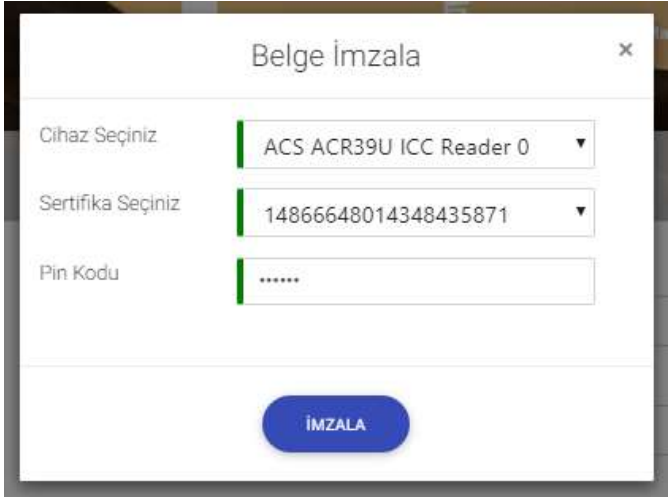 Belge İmzala
×
Cihaz Seçiniz
ACS ACR39U ICC Reader 0
Sertifika Seçiniz
14866648014348435871
Pin Kodu
••••••
İMZALA